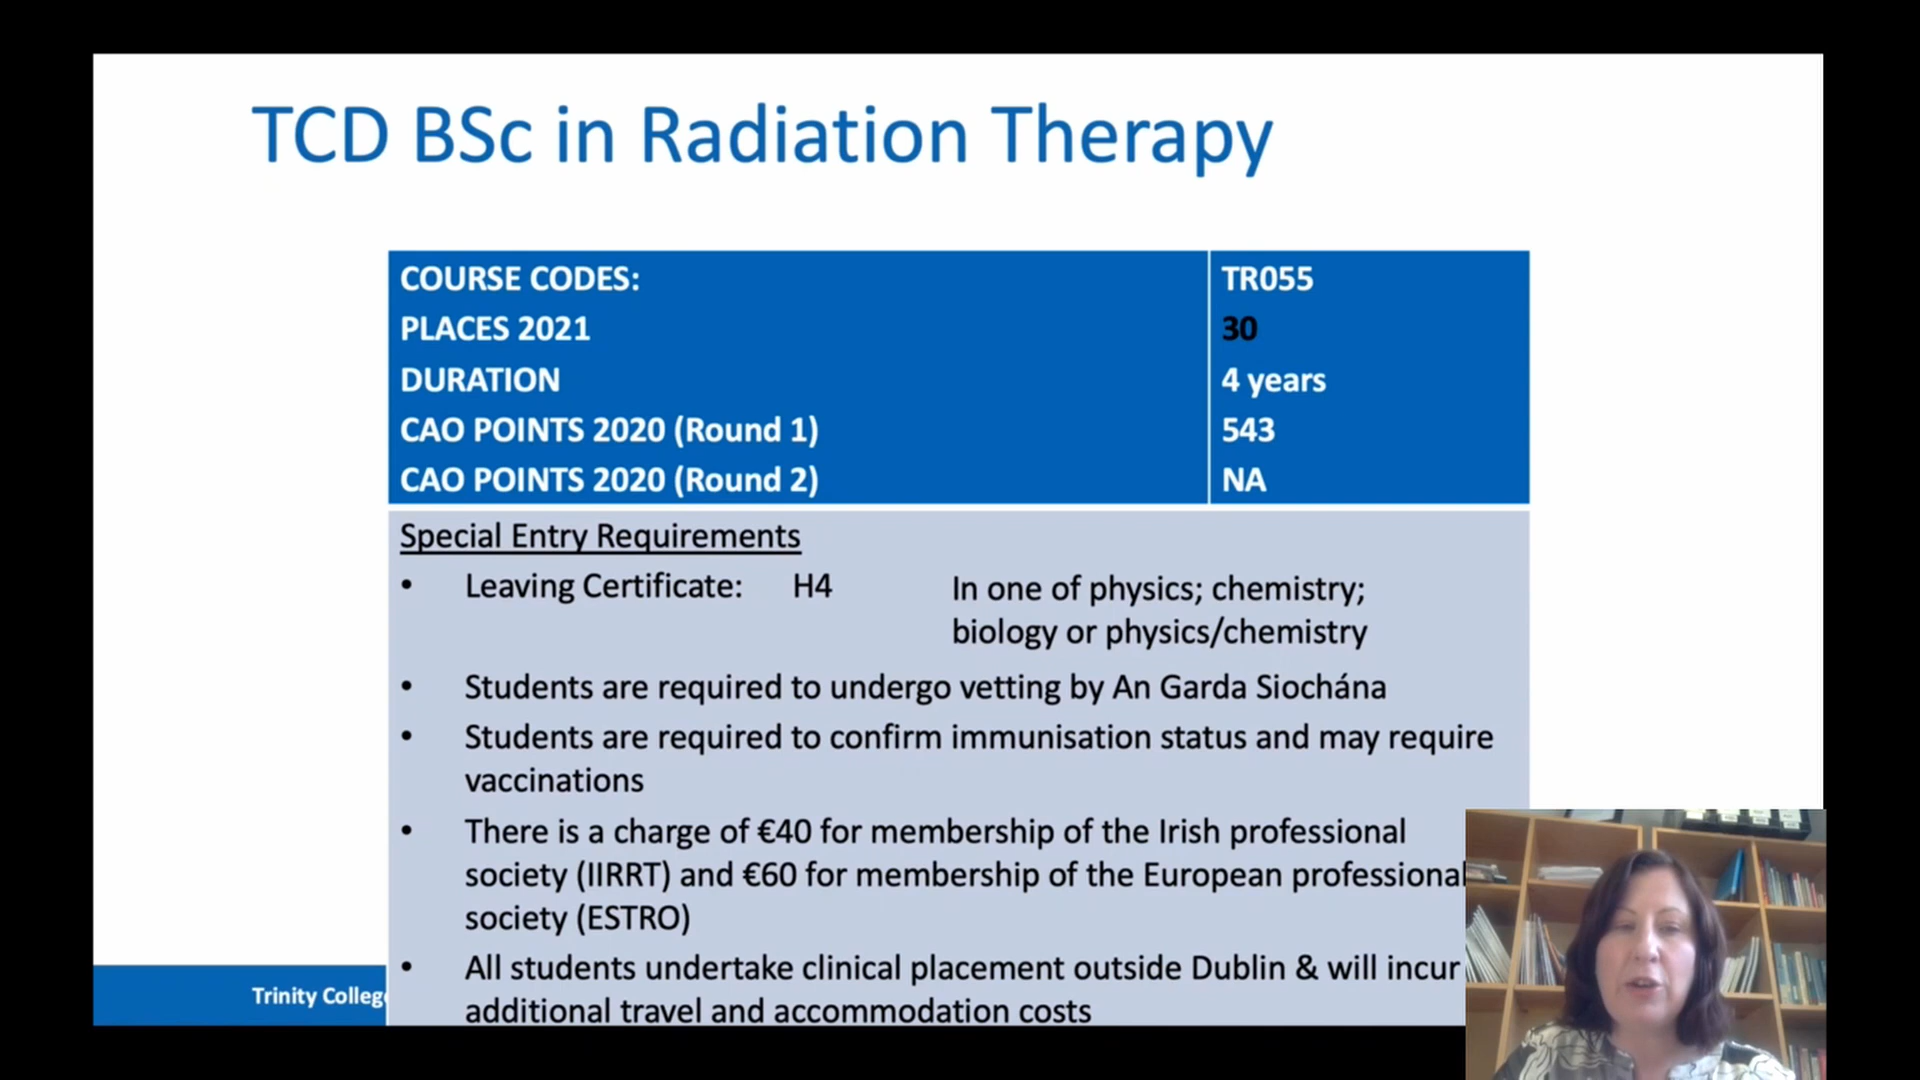 TCD BSc in Radiation Therapy
COURSE CODES: TR055
PLACES 2021 30
DURATION 4 years
CAO POINTS 2020 (Round 1) 543
CAO POINTS 2020 (Round 2) NA
Special Entry Requirements
• Leaving Certificate: H4 In one of physics; chemistry;
biology or physics/chemistry
• Students are required to undergo vetting by An Garda Siochána
• Students are required to confirm immunisation status and may require
vaccinations
• There is a charge of €40 for membership of the Irish professional
society (IIRRT) and €60 for membership of the European professional
society (ESTRO)
• All students undertake clinical placement outside Dublin & will incur
additional travel and accommodation costs
Trinity College